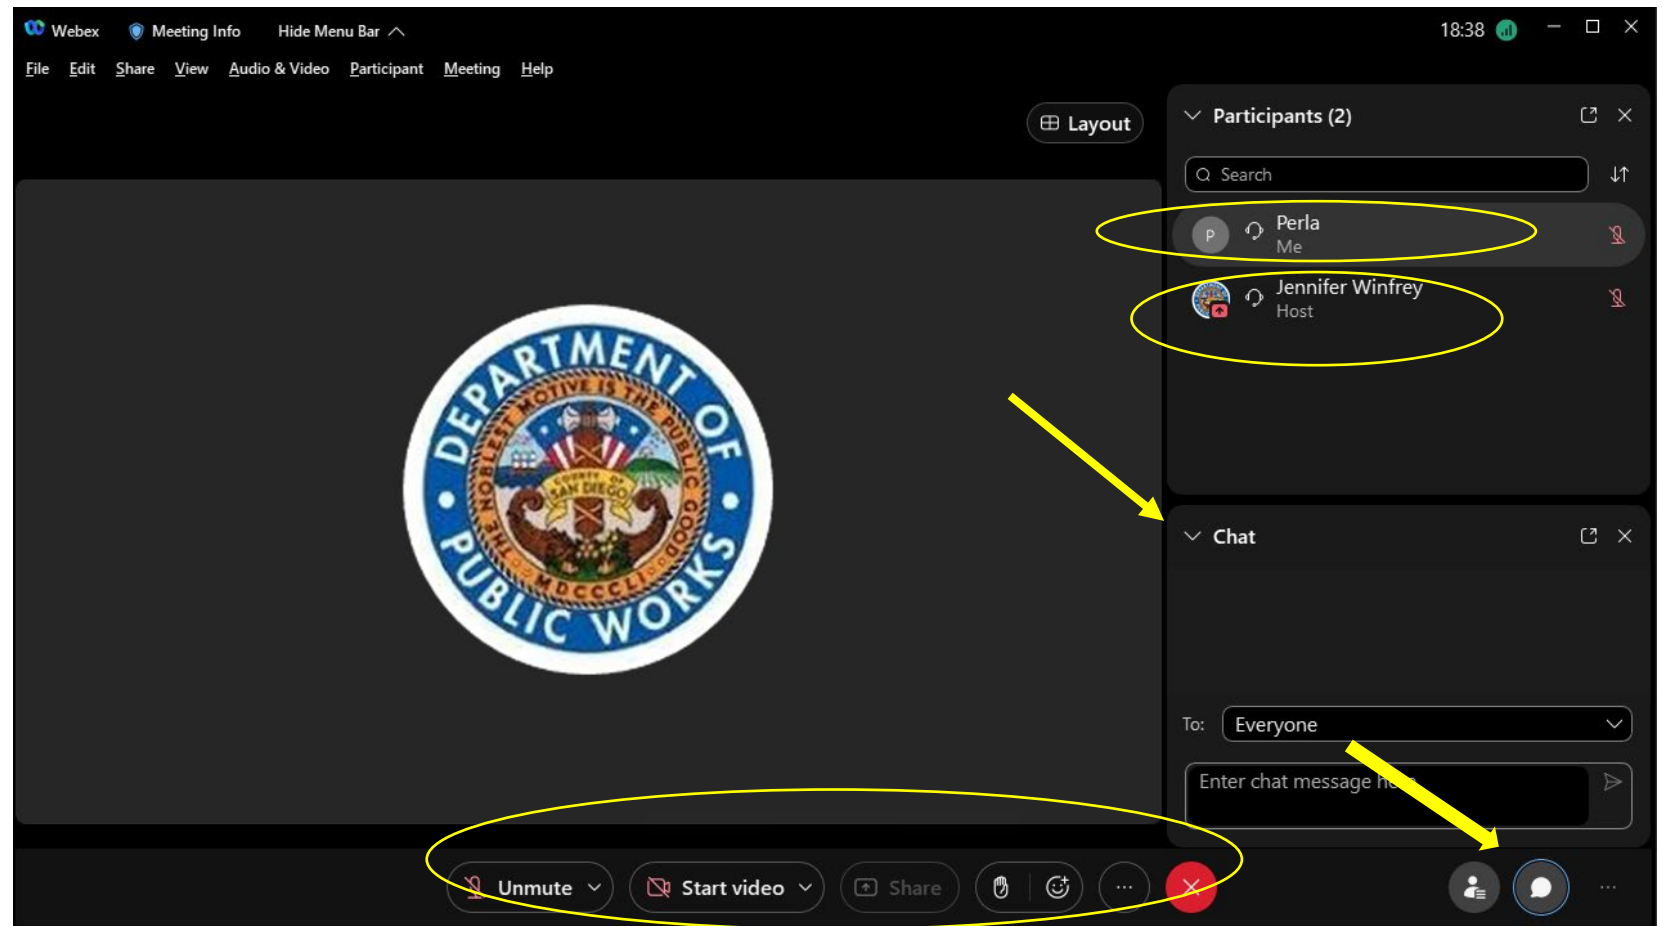 Webex Meeting Info Hide Menu Bar 18:38
File Edit Share View Audio & Video Participant Meeting Help
Layout
Participants (2)
Search
P
Perla
Me
Jennifer Winfrey
Host
DEPARTMENT OF
PUBLIC WORKS
THE NOBLEST MOTIVE IS THE PUBLIC GOOD
COUNTY OF
SAN DIEGO
MDCCCLI
Chat
To: Everyone
Enter chat message
Unmute Start video Share